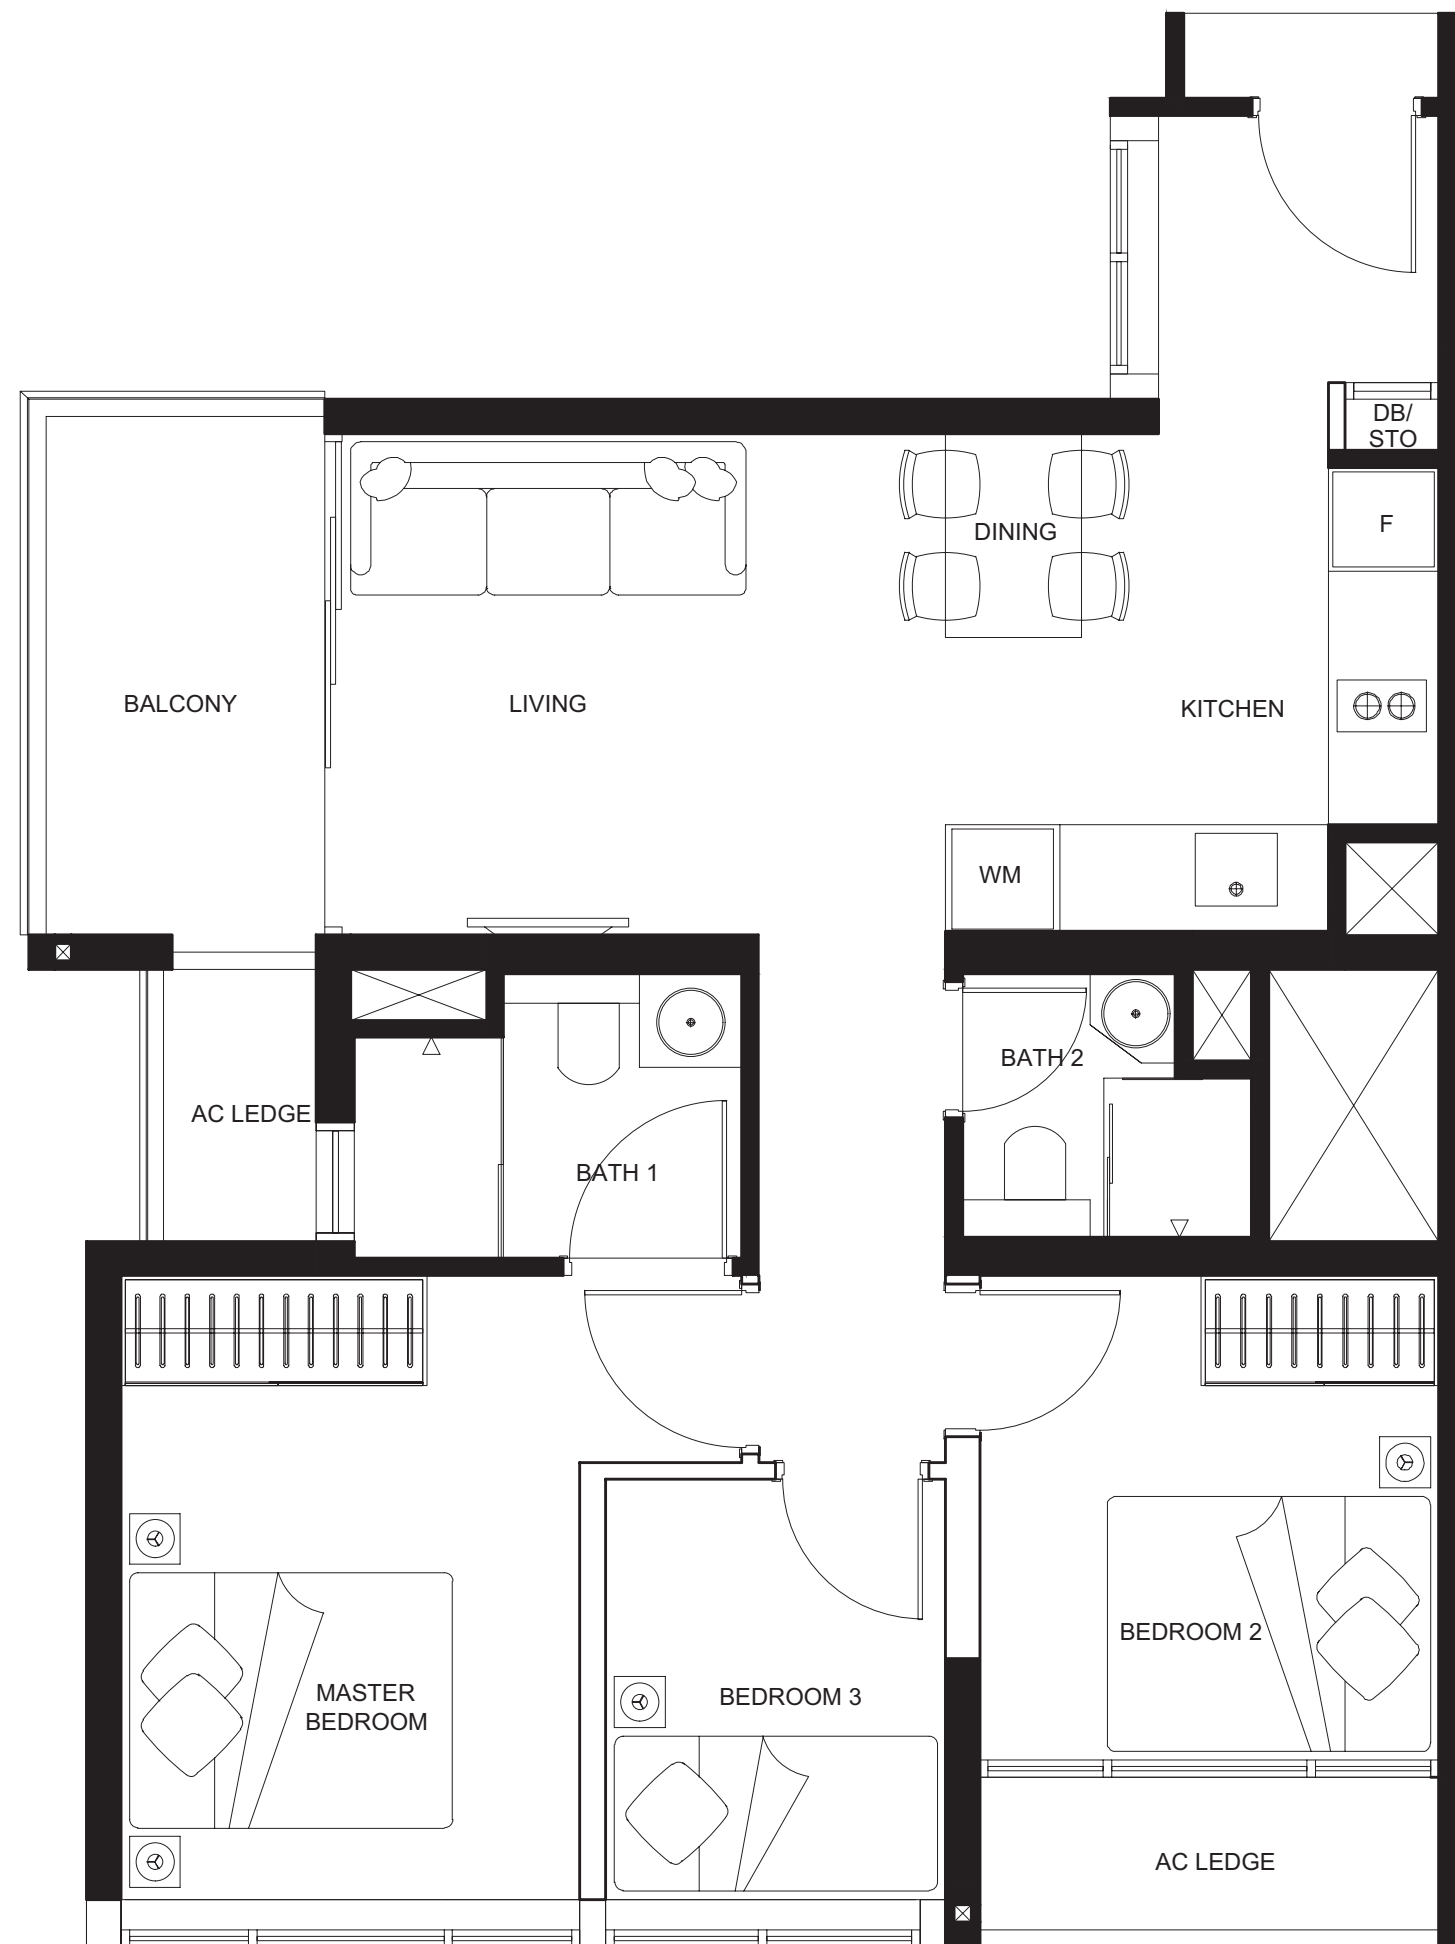 DB/
STO
F
DINING
BALCONY
LIVING
KITCHEN
WM
BATH 2
AC LEDGE
BATH 1
BEDROOM 2
MASTER
BEDROOM
BEDROOM 3
AC LEDGE